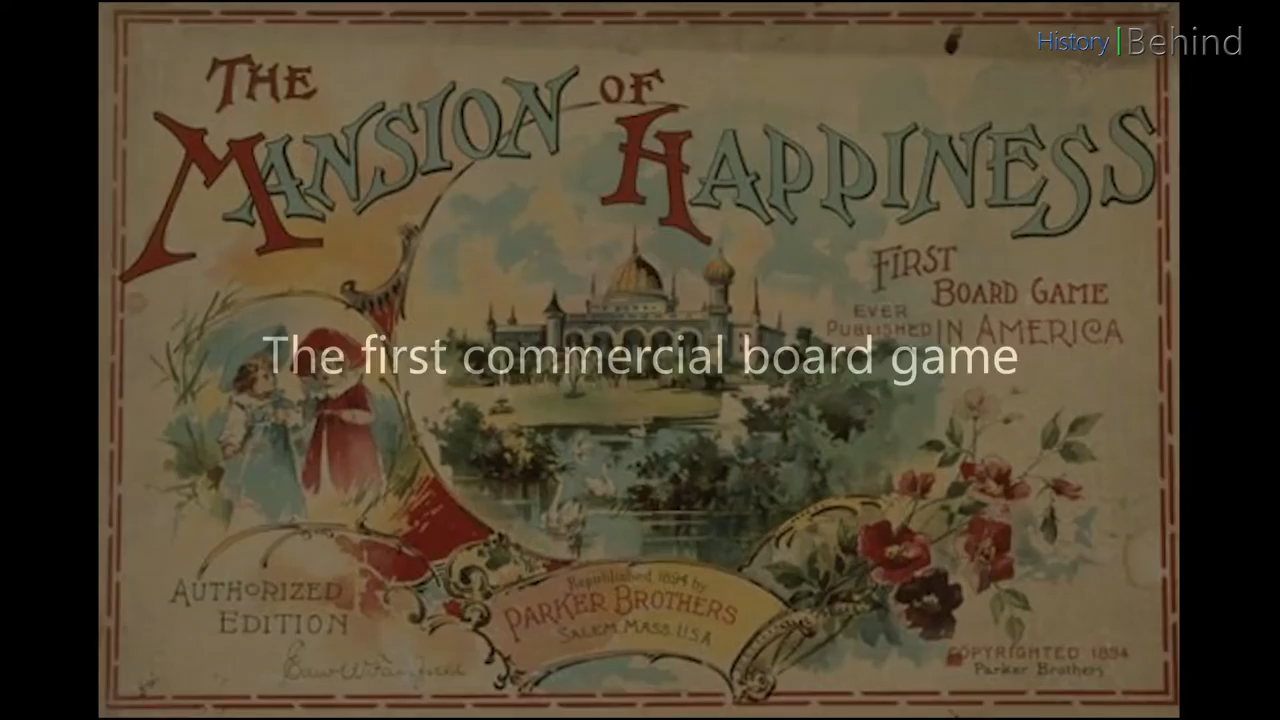 History|Behind
THE
MANSION OF HAPPINESS
FIRST
BOARD GAME
EVER
PUBLISHED IN AMERICA
The first commercial board game
AUTHORIZED
EDITION
Republished 1894 by
PARKER BROTHERS
SALEM, MASS. U.S.A
COPYRIGHTED 1894
Parker Brothers